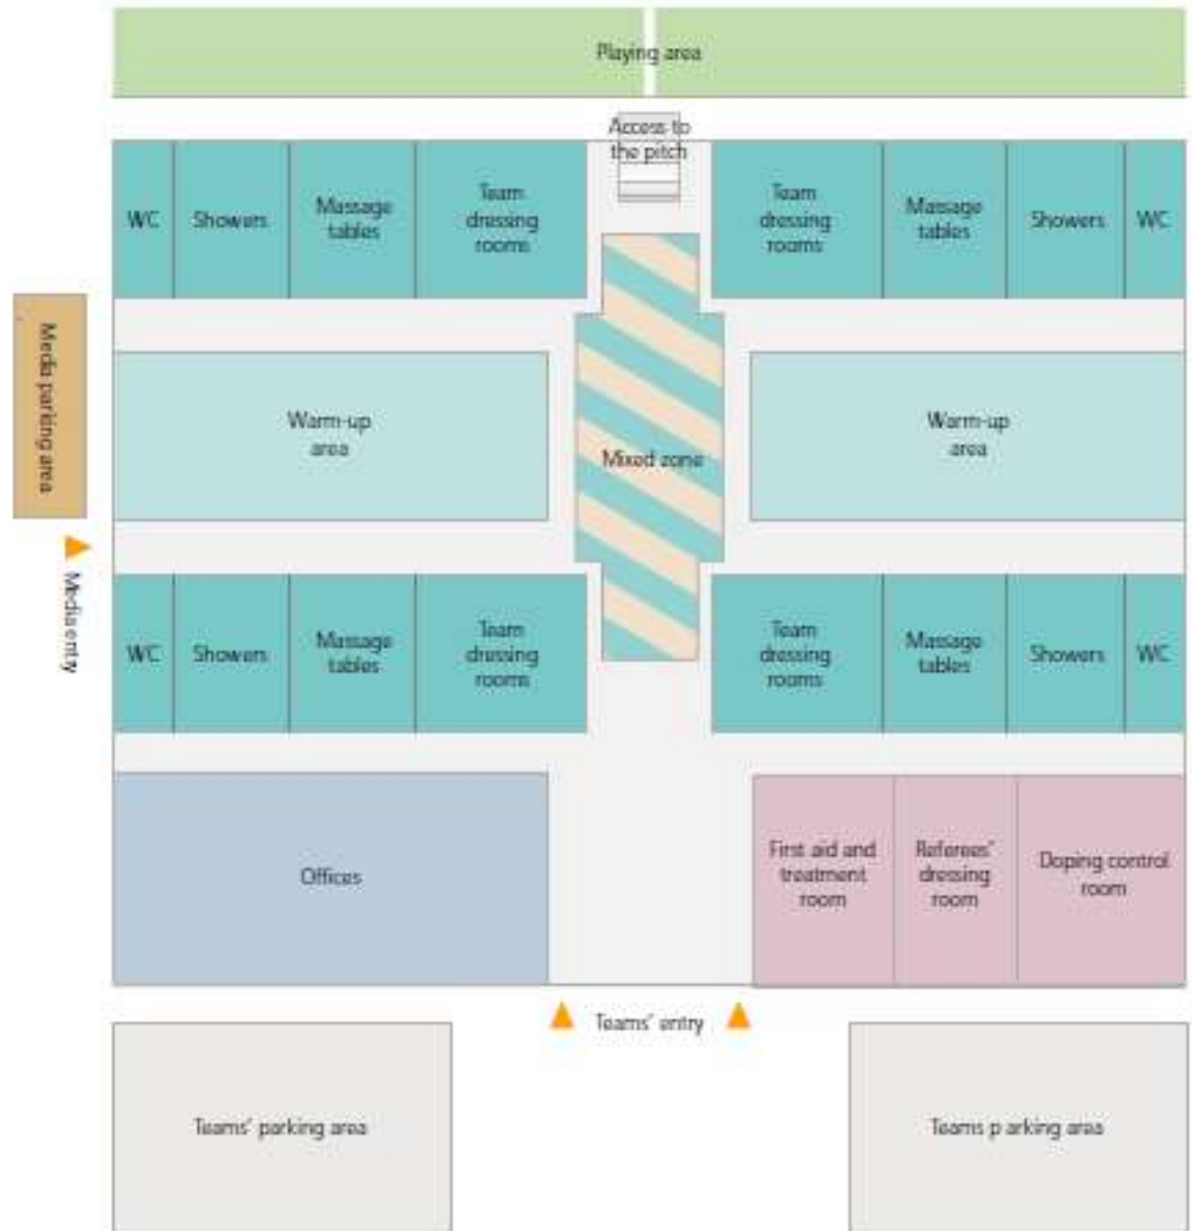 Playing area
Access to
the pitch
WC
Showers
Massage
tables
Team
dressing
rooms
Team
dressing
rooms
Massage
tables
Showers
WC
Media parking area
Warm-up
area
Mixed zone
Warm-up
area
Media entry
WC
Showers
Massage
tables
Team
dressing
rooms
Team
dressing
rooms
Massage
tables
Showers
WC
Offices
First aid and
treatment
room
Referees'
dressing
room
Doping control
room
Teams' entry
Teams' parking area
Teams p arking area